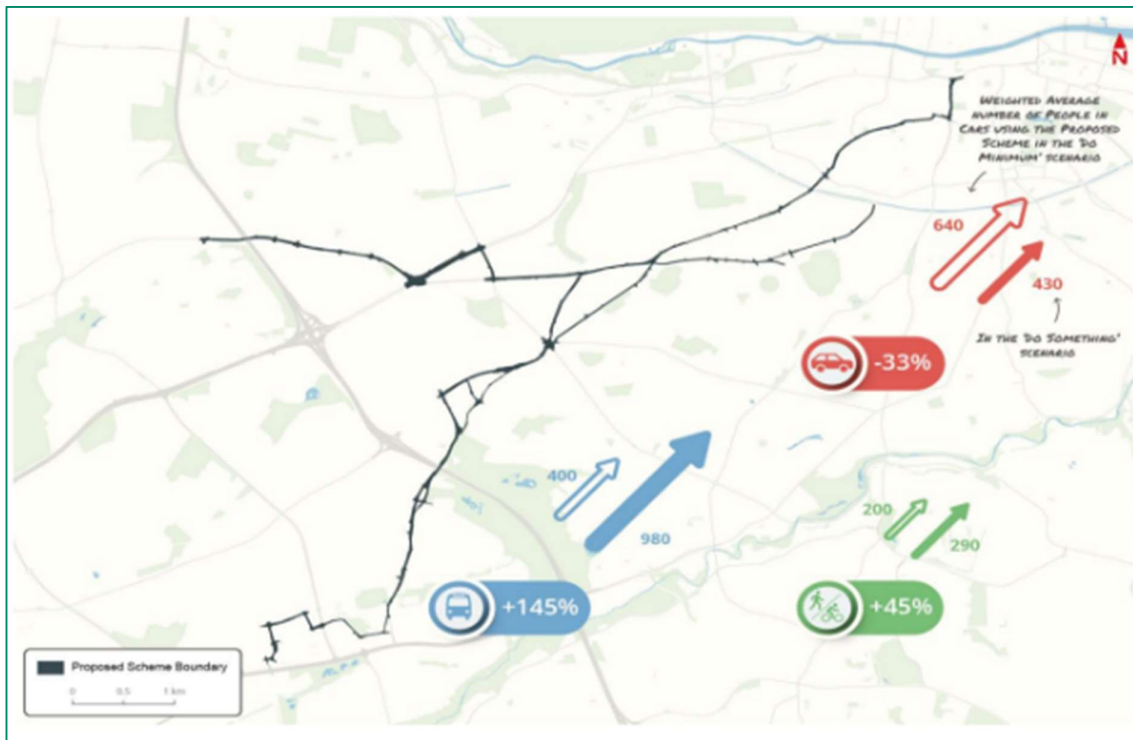 N
WEIGHTED AVERAGE
NUMBER OF PEOPLE IN
CARS USING THE PROPOSED
SCHEME IN THE 'DO
MINIMUM' SCENARIO
640
430
IN THE 'DO SOMETHING'
SCENARIO
-33%
400
980
200
290
+145%
+45%
Proposed Scheme Boundary
0 0.5 1 km